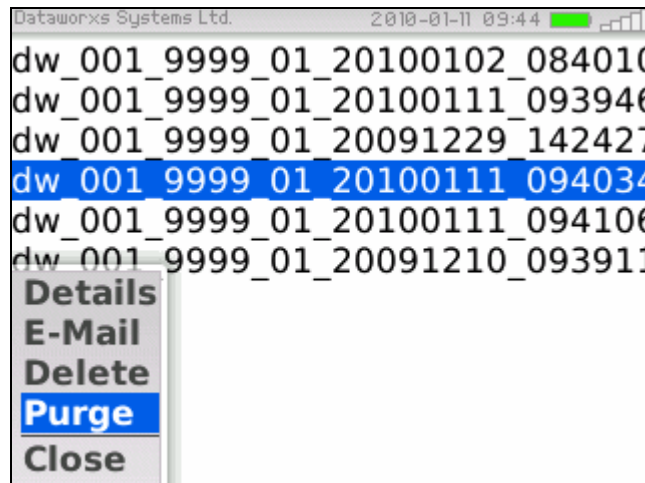 Dataworxs Systems Ltd. 2010-01-11 09:44
dw_001_9999_01_20100102_084010
dw_001_9999_01_20100111_093946
dw_001_9999_01_20091229_142427
dw_001_9999_01_20100111_094034
dw_001_9999_01_20100111_094106
dw_001_9999_01_20091210_093911
Details
E-Mail
Delete
Purge
Close